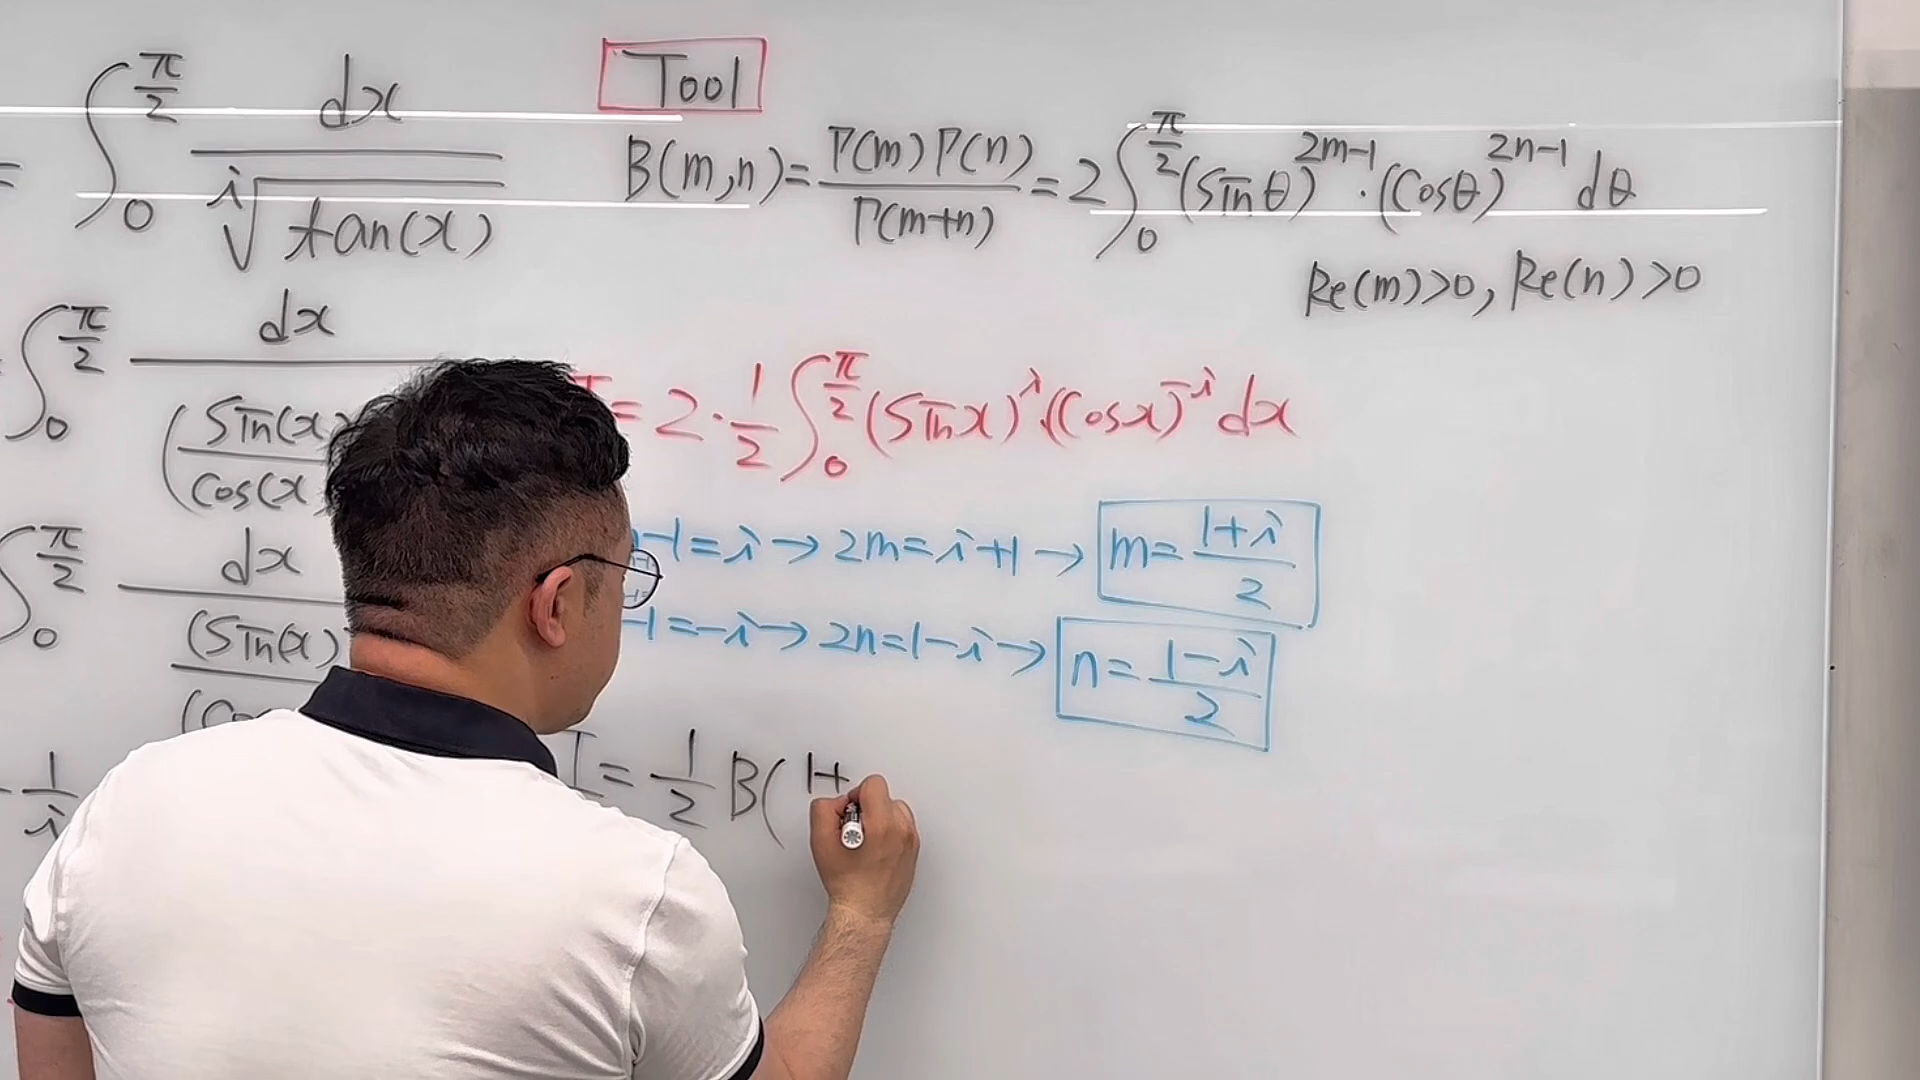 = ∫₀^{π/2} dx / ⁱ√tan(x)
Tool
B(m,n) = Γ(m)Γ(n) / Γ(m+n) = 2∫₀^{π/2} (Sinθ)^{2m-1} · (Cosθ)^{2n-1} dθ
Re(m)>0, Re(n)>0
∫₀^{π/2} dx / (Sin(x) / Cos(x
= 2 · 1/2 ∫₀^{π/2} (Sinx)^i · (Cosx)^{-i} dx
-1 = i → 2m = i+1 → m = (1+i)/2
∫₀^{π/2} dx / (Sin(x)
-1 = -i → 2n = 1-i → n = (1-i)/2
I = 1/2 B( 1+
1/i